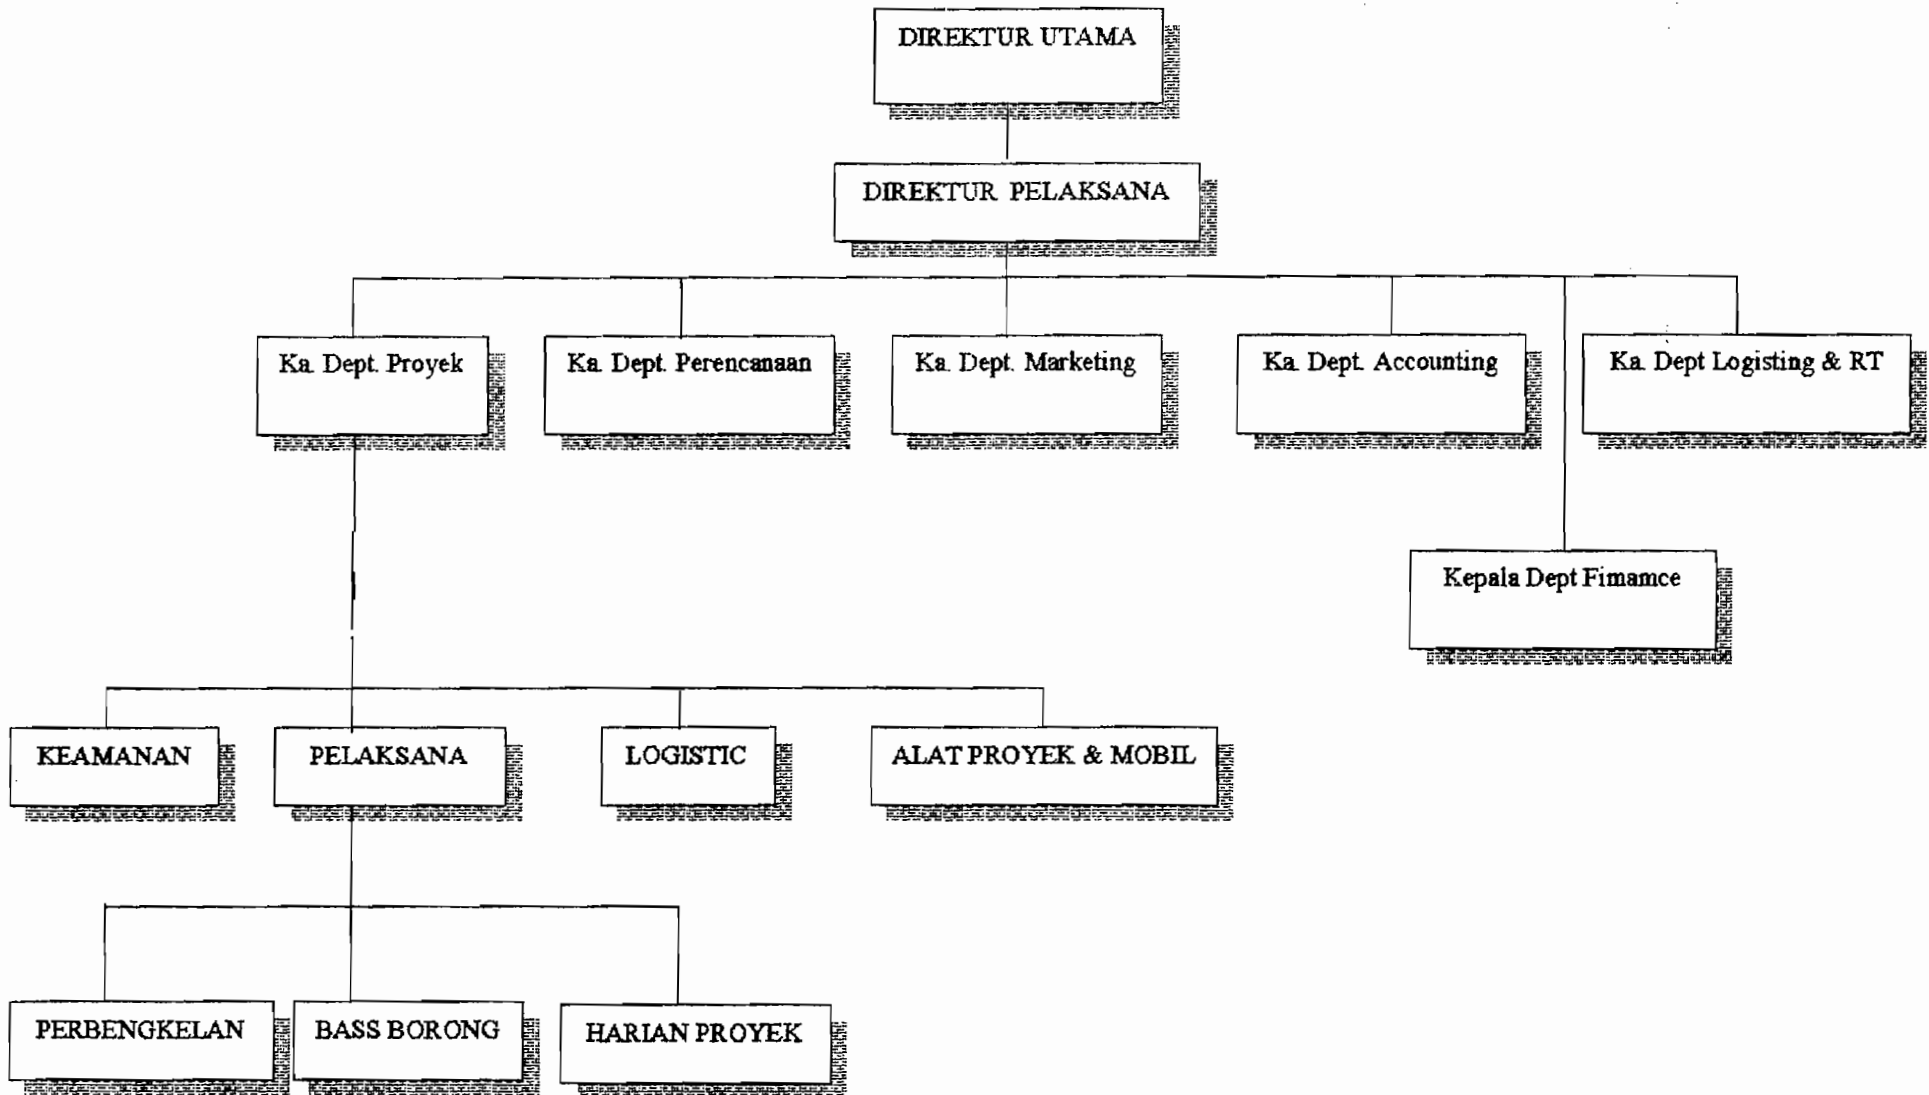 DIREKTUR UTAMA
DIREKTUR PELAKSANA
Ka. Dept. Proyek
Ka. Dept. Perencanaan
Ka. Dept. Marketing
Ka. Dept. Accounting
Ka. Dept Logisting & RT
Kepala Dept Fimamce
KEAMANAN
PELAKSANA
LOGISTIC
ALAT PROYEK & MOBIL
PERBENGKELAN
BASS BORONG
HARIAN PROYEK